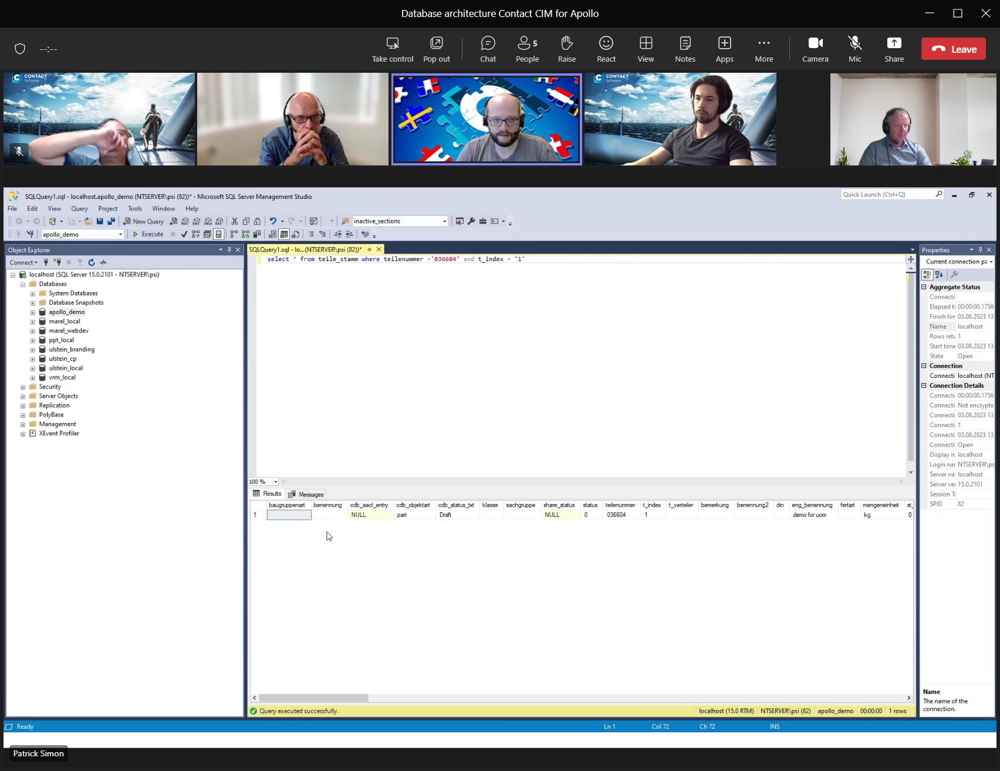 Database architecture Contact CIM for Apollo
--:--
Take control
Pop out
Chat
People
5
Raise
React
View
Notes
Apps
More
Camera
Mic
Share
Leave
CONTACT
Software
CONTACT
Software
SQLQuery1.sql - localhost.apollo_demo (NTSERVER\psi (82))* - Microsoft SQL Server Management Studio
Quick Launch (Ctrl+Q)
File Edit View Query Project Tools Window Help
New Query
inactive_sections
apollo_demo
Execute
Object Explorer
Connect
localhost (SQL Server 15.0.2101 - NTSERVER\psi)
Databases
System Databases
Database Snapshots
apollo_demo
marel_local
marel_webdev
ppt_local
ulstein_branding
ulstein_cp
ulstein_local
vrm_local
Security
Server Objects
Replication
PolyBase
Management
XEvent Profiler
SQLQuery1.sql - lo...(NTSERVER\psi (82))*
select * from teile_stamm where teilenummer ='036604' and t_index = '1'
100 %
Results
Messages
baugruppenart benennung cdb_aacl_entry cdb_objektart cdb_status_txt klasse sachgruppe share_status status teilenummer t_index t_verteiler bemerkung benennung2 din eng_benennung fertart mengeneinheit st_
1 NULL part Draft NULL 0 036604 1 demo for uom kg 0
Query executed successfully.
localhost (15.0 RTM) NTSERVER\psi (82) apollo_demo 00:00:00 1 rows
Properties
Current connection pa
Aggregate Status
Connecti
Elapsed ti 00:00:00.1756
Finish tim 03.08.2023 13
Name localhost
Rows retu 1
Start time 03.08.2023 13
State Open
Connection
Connecti localhost (NT
Connection Details
Connecti 00:00:00.1756
Connecti Not encrypte
Connecti 03.08.2023 13
Connecti 1
Connecti 03.08.2023 13
Connecti Open
Display n localhost
Login nar NTSERVER\ps
Server na localhost
Server ver 15.0.2101
Session Ti
SPID 82
Name
The name of the
connection.
Ready
Ln 1
Col 72
Ch 72
INS
Patrick Simon